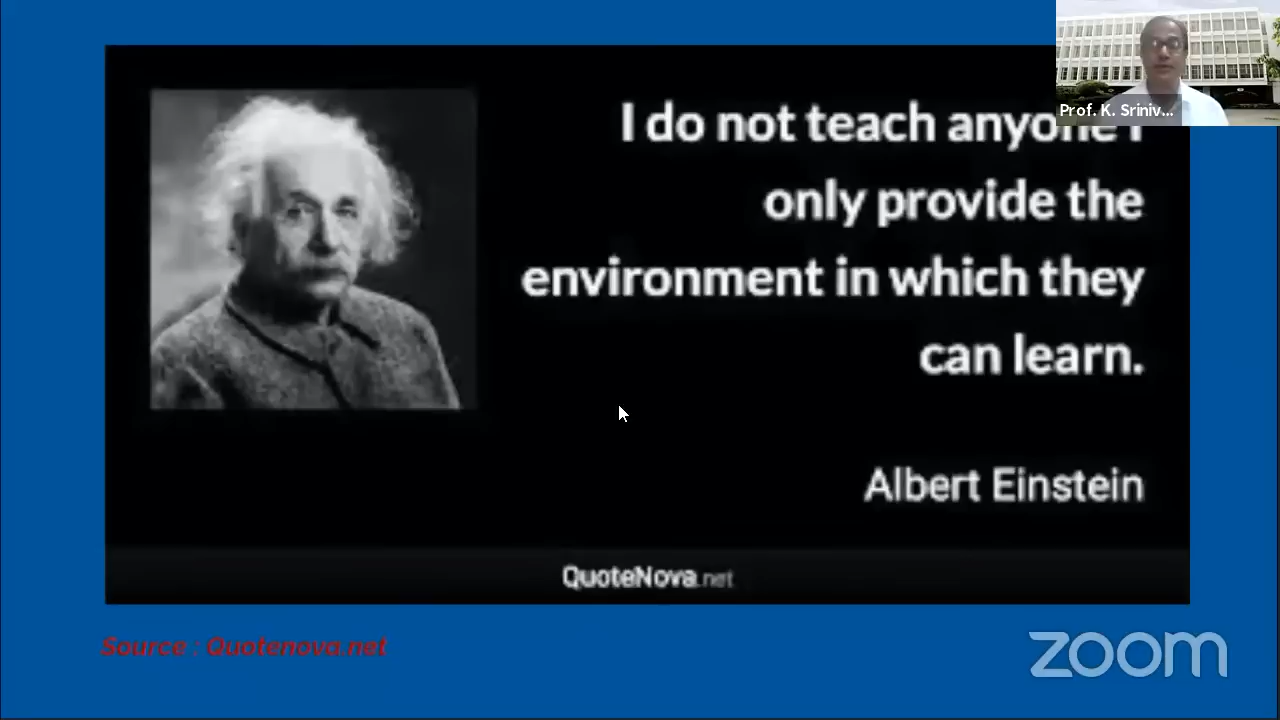 I do not teach anyone I
only provide the
environment in which they
can learn.
Albert Einstein
QuoteNova.net
Source : Quotenova.net
Prof. K. Sriniv...
zoom